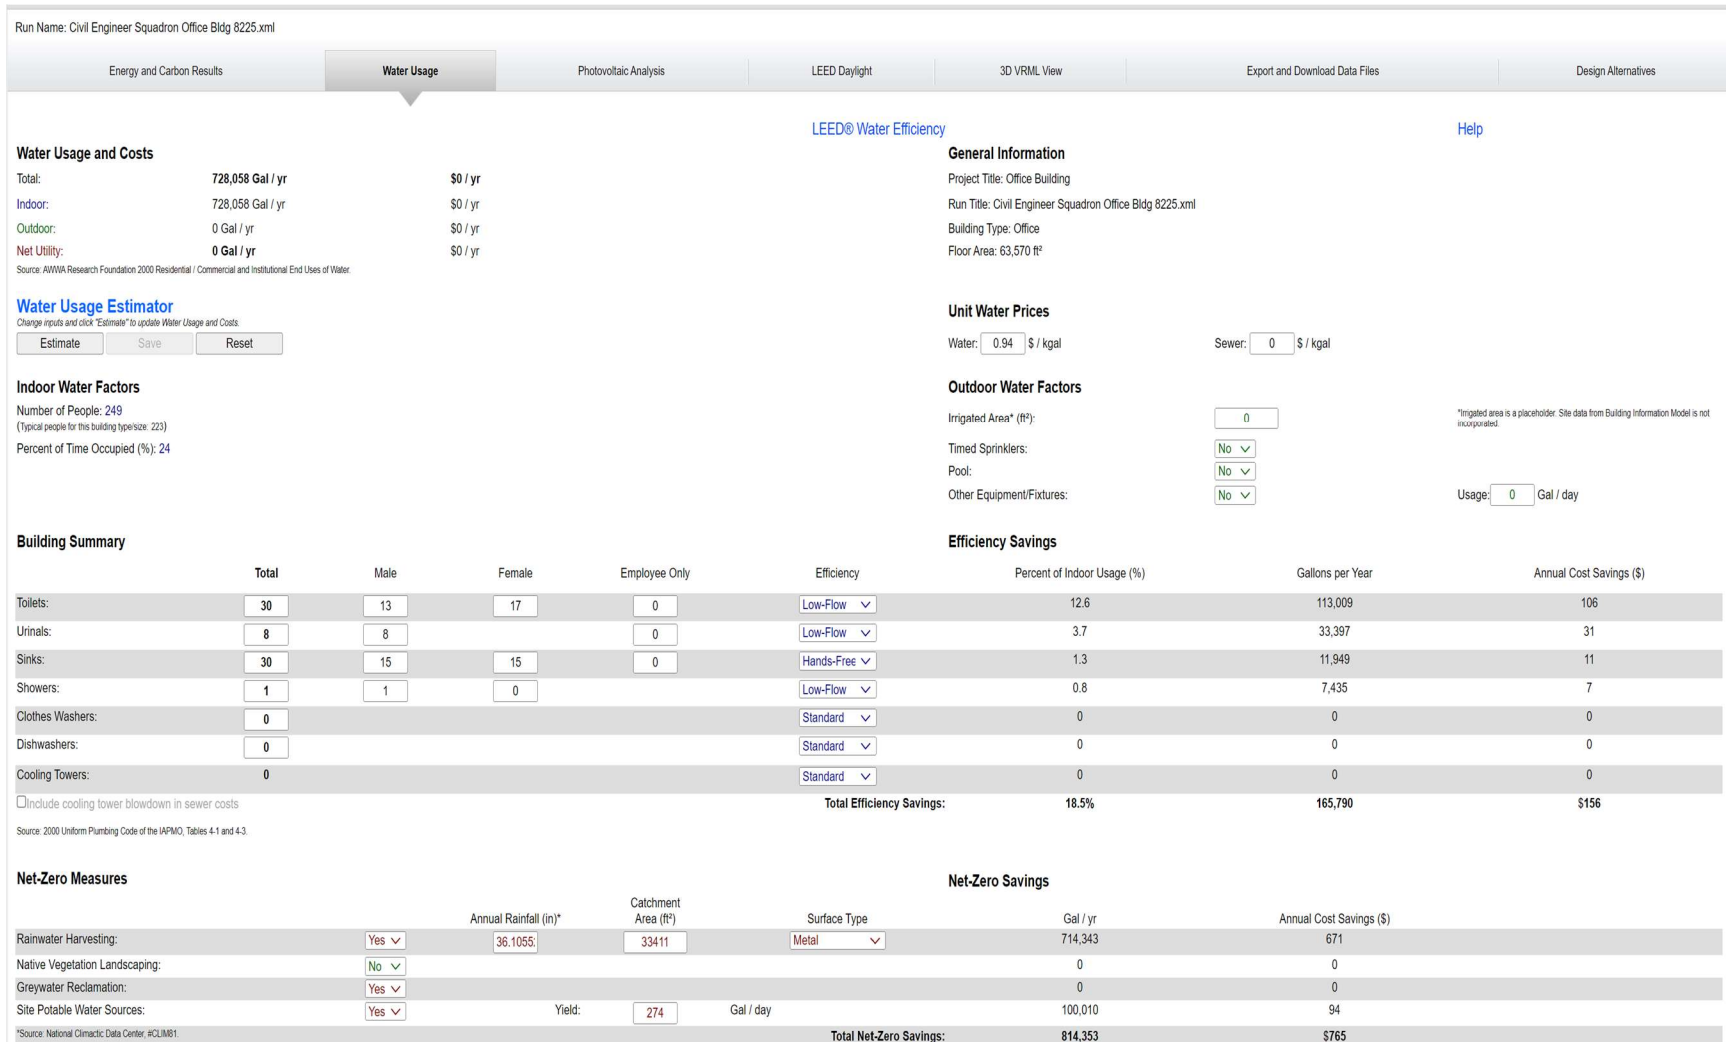 Run Name: Civil Engineer Squadron Office Bldg 8225.xml
Energy and Carbon Results Water Usage Photovoltaic Analysis LEED Daylight 3D VRML View Export and Download Data Files Design Alternatives
LEED® Water Efficiency Help
Water Usage and Costs
Total: 728,058 Gal / yr $0 / yr
Indoor: 728,058 Gal / yr $0 / yr
Outdoor: 0 Gal / yr $0 / yr
Net Utility: 0 Gal / yr $0 / yr
Source: AWWA Research Foundation 2000 Residential / Commercial and Institutional End Uses of Water.
General Information
Project Title: Office Building
Run Title: Civil Engineer Squadron Office Bldg 8225.xml
Building Type: Office
Floor Area: 63,570 ft²
Water Usage Estimator
Change inputs and click "Estimate" to update Water Usage and Costs.
Estimate Save Reset
Unit Water Prices
Water: 0.94 $ / kgal Sewer: 0 $ / kgal
Indoor Water Factors
Number of People: 249
(Typical people for this building type/size: 223)
Percent of Time Occupied (%): 24
Outdoor Water Factors
Irrigated Area* (ft²): 0
*Irrigated area is a placeholder. Site data from Building Information Model is not
incorporated.
Timed Sprinklers: No
Pool: No
Other Equipment/Fixtures: No Usage: 0 Gal / day
Building Summary Efficiency Savings
Total Male Female Employee Only Efficiency Percent of Indoor Usage (%) Gallons per Year Annual Cost Savings ($)
Toilets: 30 13 17 0 Low-Flow 12.6 113,009 106
Urinals: 8 8 0 Low-Flow 3.7 33,397 31
Sinks: 30 15 15 0 Hands-Free 1.3 11,949 11
Showers: 1 1 0 Low-Flow 0.8 7,435 7
Clothes Washers: 0 Standard 0 0 0
Dishwashers: 0 Standard 0 0 0
Cooling Towers: 0 Standard 0 0 0
Include cooling tower blowdown in sewer costs Total Efficiency Savings: 18.5% 165,790 $156
Source: 2000 Uniform Plumbing Code of the IAPMO, Tables 4-1 and 4-3.
Net-Zero Measures Net-Zero Savings
Annual Rainfall (in)* Catchment Area (ft²) Surface Type Gal / yr Annual Cost Savings ($)
Rainwater Harvesting: Yes 36.1055 33411 Metal 714,343 671
Native Vegetation Landscaping: No 0 0
Greywater Reclamation: Yes 0 0
Site Potable Water Sources: Yes Yield: 274 Gal / day 100,010 94
*Source: National Climactic Data Center, #CLIM81. Total Net-Zero Savings: 814,353 $765